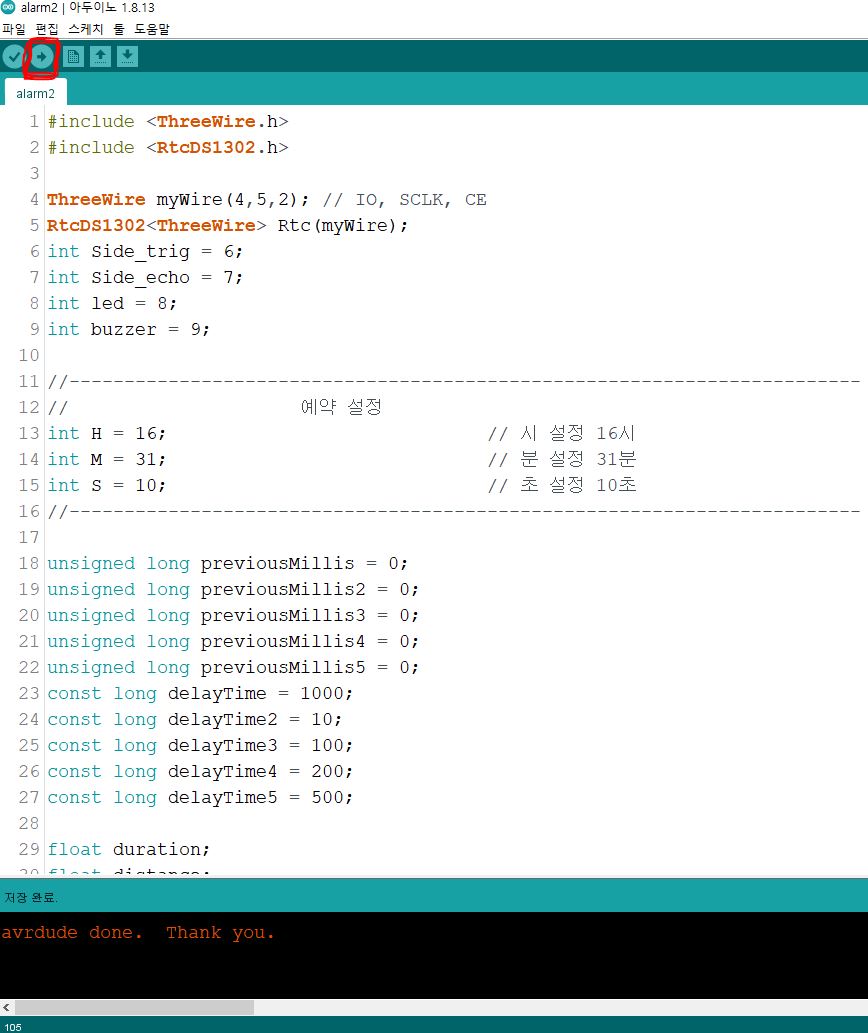 alarm2 | 아두이노 1.8.13
파일 편집 스케치 툴 도움말
alarm2
1 #include <ThreeWire.h>
2 #include <RtcDS1302.h>
3
4 ThreeWire myWire(4,5,2); // IO, SCLK, CE
5 RtcDS1302<ThreeWire> Rtc(myWire);
6 int Side_trig = 6;
7 int Side_echo = 7;
8 int led = 8;
9 int buzzer = 9;
10
11 //------------------------------------------------------------------------
12 // 예약 설정
13 int H = 16; // 시 설정 16시
14 int M = 31; // 분 설정 31분
15 int S = 10; // 초 설정 10초
16 //------------------------------------------------------------------------
17
18 unsigned long previousMillis = 0;
19 unsigned long previousMillis2 = 0;
20 unsigned long previousMillis3 = 0;
21 unsigned long previousMillis4 = 0;
22 unsigned long previousMillis5 = 0;
23 const long delayTime = 1000;
24 const long delayTime2 = 10;
25 const long delayTime3 = 100;
26 const long delayTime4 = 200;
27 const long delayTime5 = 500;
28
29 float duration;
30 float distance;
저장 완료.
avrdude done.  Thank you.
105